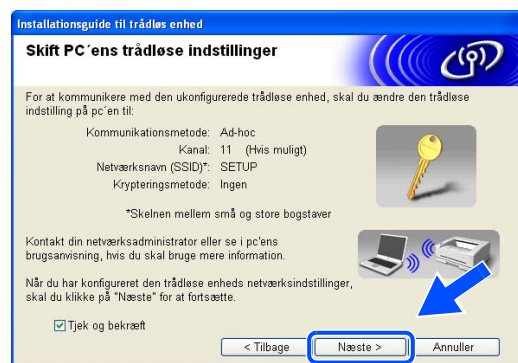 Installationsguide til trådløs enhed
Skift PC´ens trådløse indstillinger
For at kommunikere med den ukonfigurerede trådløse enhed, skal du ændre den trådløse
indstilling på pc´en til:
Kommunikationsmetode: Ad-hoc
Kanal: 11 (Hvis muligt)
Netværksnavn (SSID)*: SETUP
Krypteringsmetode: Ingen
*Skelnen mellem små og store bogstaver
Kontakt din netværksadministrator eller se i pc'ens
brugsanvisning, hvis du skal bruge mere information.
Når du har konfigureret den trådløse enheds netværksindstillinger,
skal du klikke på "Næste" for at fortsætte.
Tjek og bekræft
< Tilbage Næste > Annuller